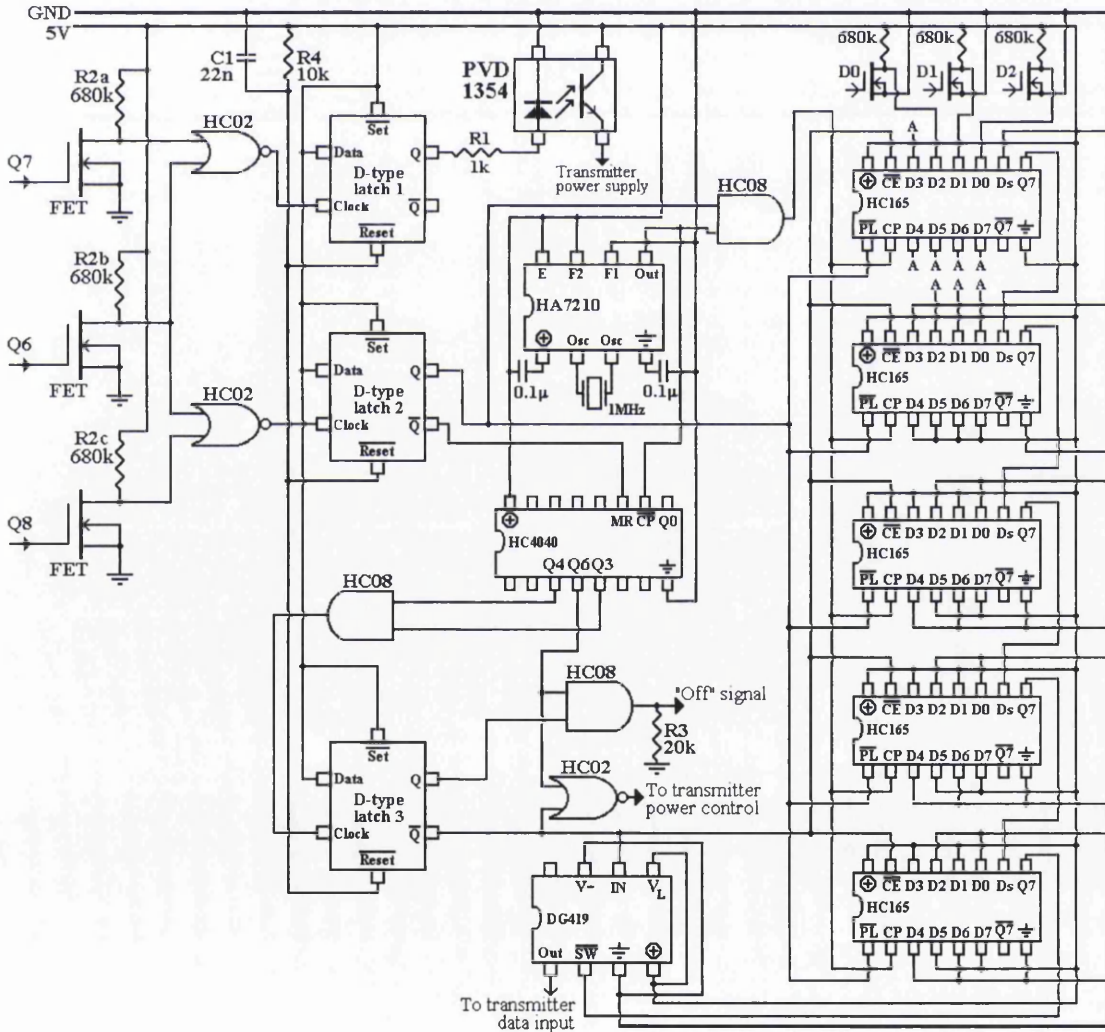 GND
5V
C1
22n
R4
10k
R2a
680k
HC02
Q7
FET
PVD
1354
Set
Data
Q
D-type
latch 1
Clock
Q
Reset
R1
1k
Transmitter
power supply
HC08
680k
680k
680k
D0
D1
D2
A
CE D3 D2 D1 D0 Ds Q7
HC165
PL CP D4 D5 D6 D7 Q7
A A A A
A A A
R2b
680k
Q6
FET
HC02
E F2 F1 Out
HA7210
Osc Osc
0.1µ
1MHz
0.1µ
Set
Data
Q
D-type
latch 2
Clock
Q
Reset
CE D3 D2 D1 D0 Ds Q7
HC165
PL CP D4 D5 D6 D7 Q7
R2c
680k
Q8
FET
MR CP Q0
HC4040
Q4 Q6 Q3
CE D3 D2 D1 D0 Ds Q7
HC165
PL CP D4 D5 D6 D7 Q7
HC08
HC08
"Off" signal
R3
20k
HC02
To transmitter
power control
Set
Data
Q
D-type
latch 3
Clock
Q
Reset
CE D3 D2 D1 D0 Ds Q7
HC165
PL CP D4 D5 D6 D7 Q7
V- IN VL
DG419
Out SW
To transmitter
data input
CE D3 D2 D1 D0 Ds Q7
HC165
PL CP D4 D5 D6 D7 Q7